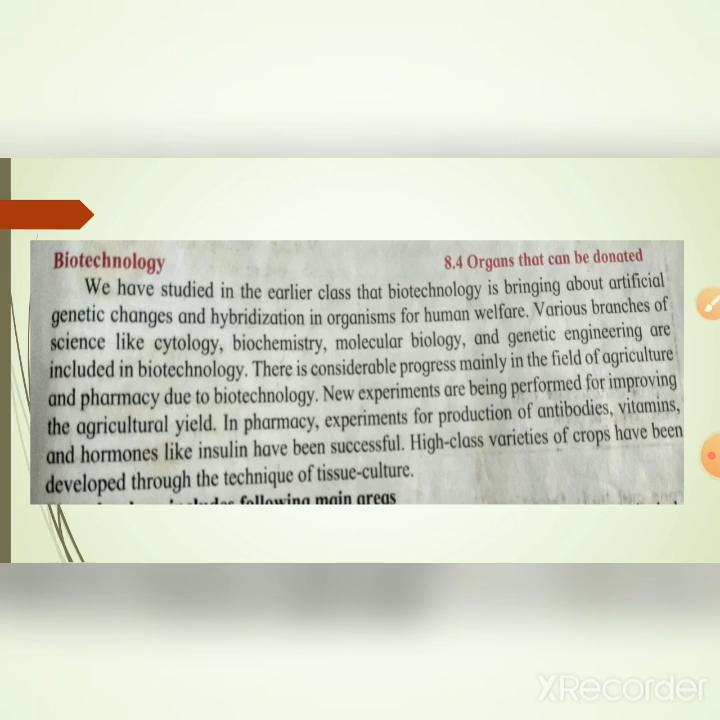 Biotechnology
8.4 Organs that can be donated
We have studied in the earlier class that biotechnology is bringing about artificial
genetic changes and hybridization in organisms for human welfare. Various branches of
science like cytology, biochemistry, molecular biology, and genetic engineering are
included in biotechnology. There is considerable progress mainly in the field of agriculture
and pharmacy due to biotechnology. New experiments are being performed for improving
the agricultural yield. In pharmacy, experiments for production of antibodies, vitamins,
and hormones like insulin have been successful. High-class varieties of crops have been
developed through the technique of tissue-culture.
following main areas
XRecorder